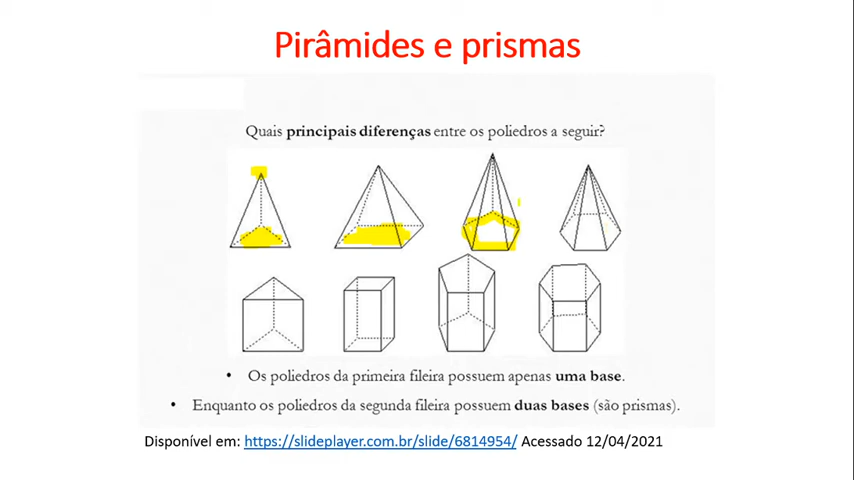 Pirâmides e prismas
Quais principais diferenças entre os poliedros a seguir?
• Os poliedros da primeira fileira possuem apenas uma base.
• Enquanto os poliedros da segunda fileira possuem duas bases (são prismas).
Disponível em: https://slideplayer.com.br/slide/6814954/ Acessado 12/04/2021